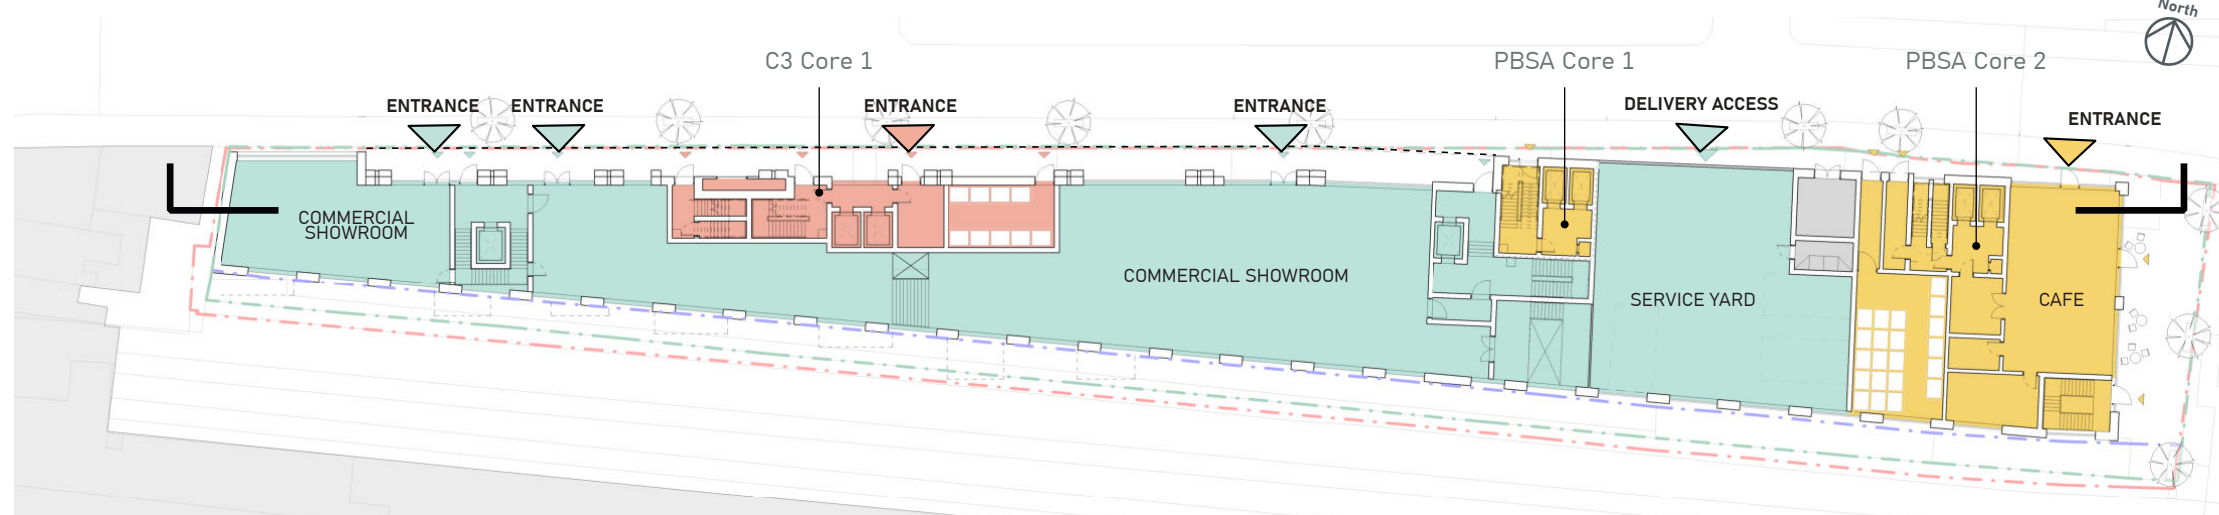 North
C3 Core 1
PBSA Core 1
PBSA Core 2
ENTRANCE
ENTRANCE
ENTRANCE
ENTRANCE
DELIVERY ACCESS
ENTRANCE
COMMERCIAL
SHOWROOM
COMMERCIAL SHOWROOM
SERVICE YARD
CAFE